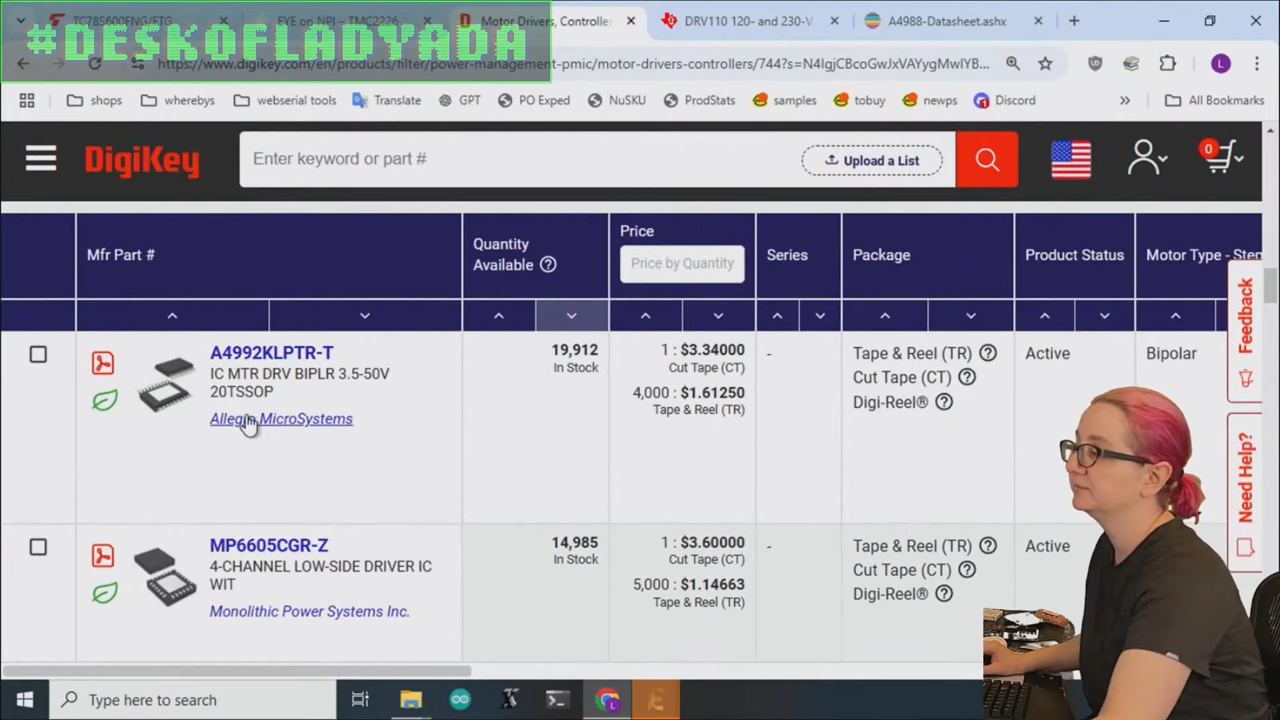 #DESKOFLADYADA
TC78S600FNG/FTG
EYE on NPI – TMC2226
Motor Drivers, Controlle
DRV110 120- and 230-V
A4988-Datasheet.ashx
https://www.digikey.com/en/products/filter/power-management-pmic/motor-drivers-controllers/744?s=N4IgjCBcoGwJxVAYygMwIYB...
L
shops
whereby
webserial tools
Translate
GPT
PO Exped
NuSKU
ProdStats
samples
tobuy
newps
Discord
All Bookmarks
DigiKey
Enter keyword or part #
Upload a List
0
Mfr Part #
Quantity
Available
Price
Price by Quantity
Series
Package
Product Status
Motor Type - Step
A4992KLPTR-T
IC MTR DRV BIPLR 3.5-50V
20TSSOP
Allegro MicroSystems
19,912
In Stock
1 : $3.34000
Cut Tape (CT)
4,000 : $1.61250
Tape & Reel (TR)
-
Tape & Reel (TR)
Cut Tape (CT)
Digi-Reel®
Active
Bipolar
MP6605CGR-Z
4-CHANNEL LOW-SIDE DRIVER IC
WIT
Monolithic Power Systems Inc.
14,985
In Stock
1 : $3.60000
Cut Tape (CT)
5,000 : $1.14663
Tape & Reel (TR)
-
Tape & Reel (TR)
Cut Tape (CT)
Digi-Reel®
Active
Feedback
Need Help?
Type here to search